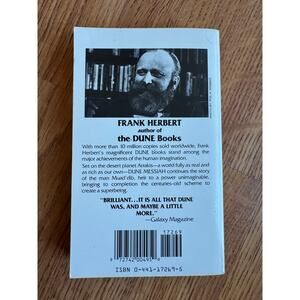 FRANK HERBERT
author of
the DUNE Books
With more than 10 million copies sold worldwide, Frank
Herbert's magnificent DUNE books stand among the
major achievements of the human imagination.
Set on the desert planet Arrakis—a world fully as real and
as rich as our own—DUNE MESSIAH continues the story
of the man Muad'dib, heir to a power unimaginable,
bringing to completion the centuries-old scheme to
create a superbeing.
"BRILLIANT...IT IS ALL THAT DUNE
WAS, AND MAYBE A LITTLE
MORE."
—Galaxy Magazine
17269
ISBN 0-441-17269-5